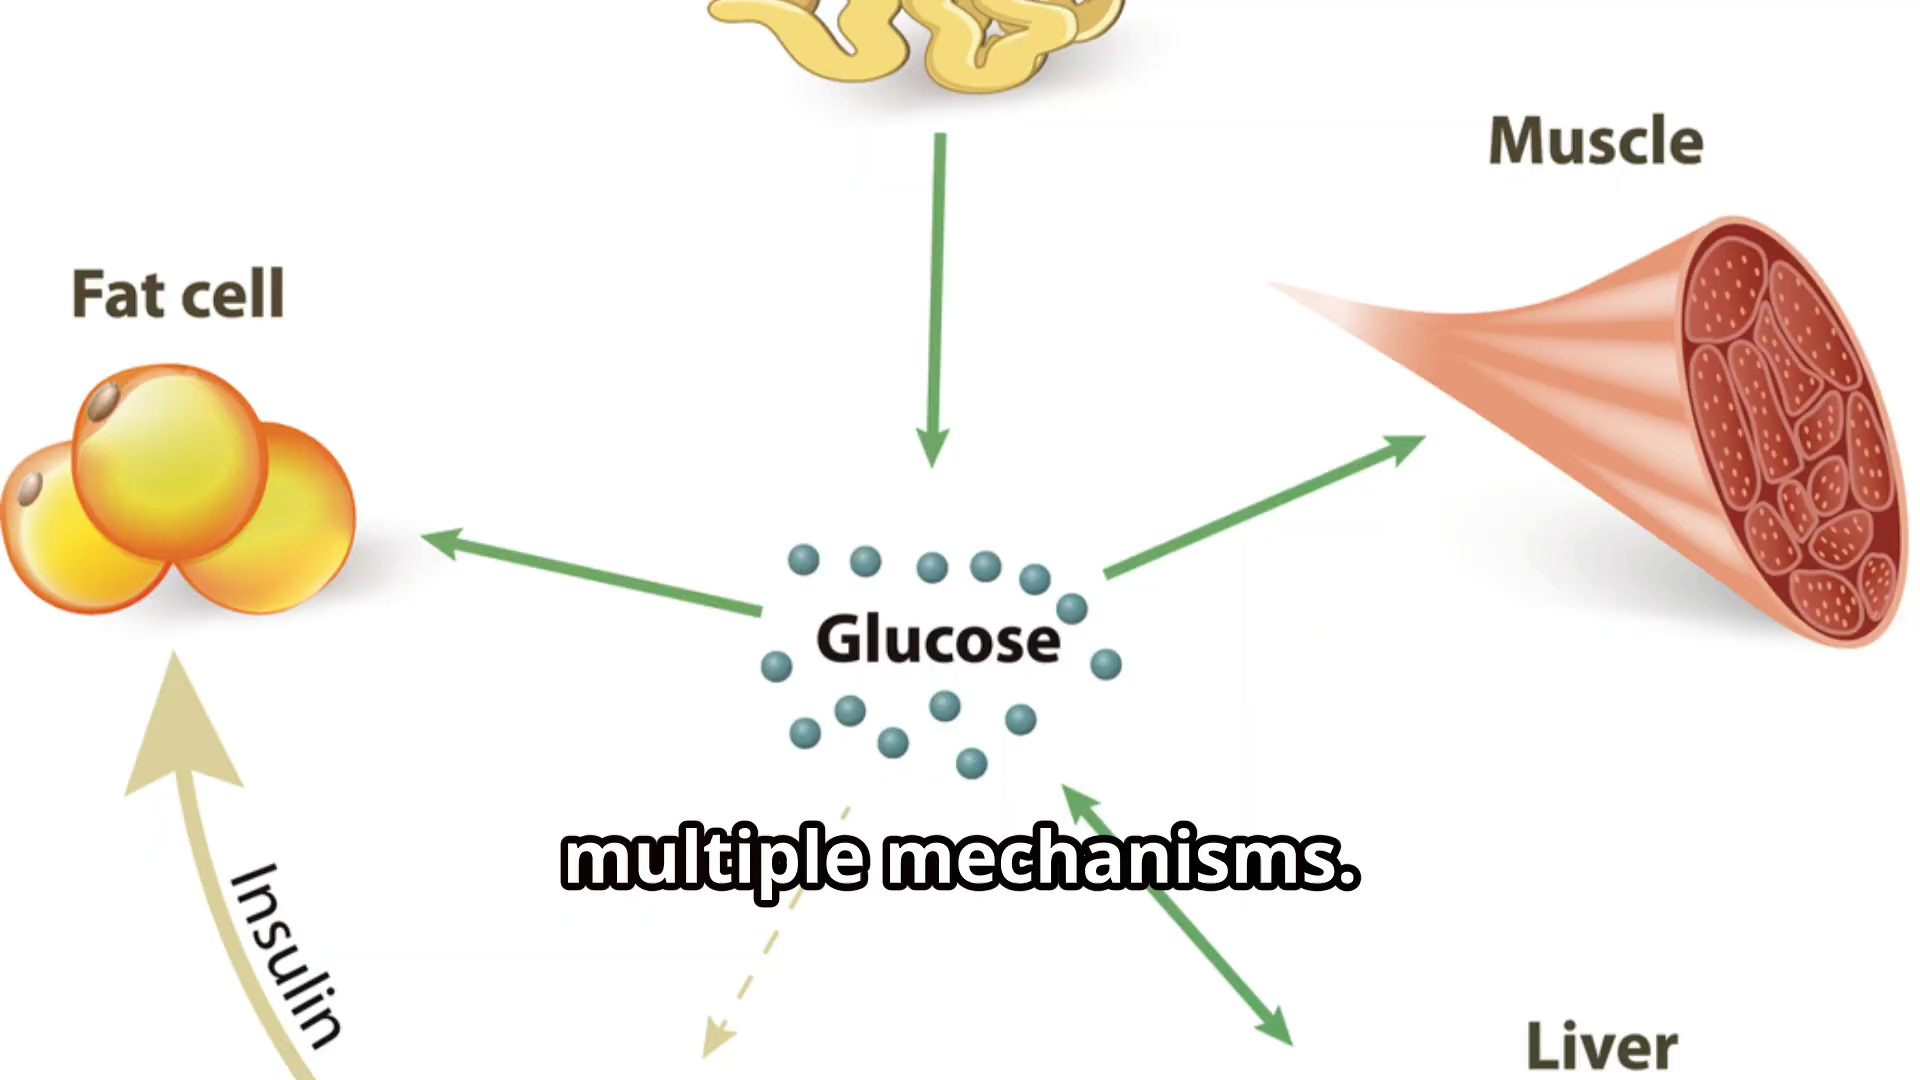 Muscle
Fat cell
Glucose
multiple mechanisms.
Insulin
Liver